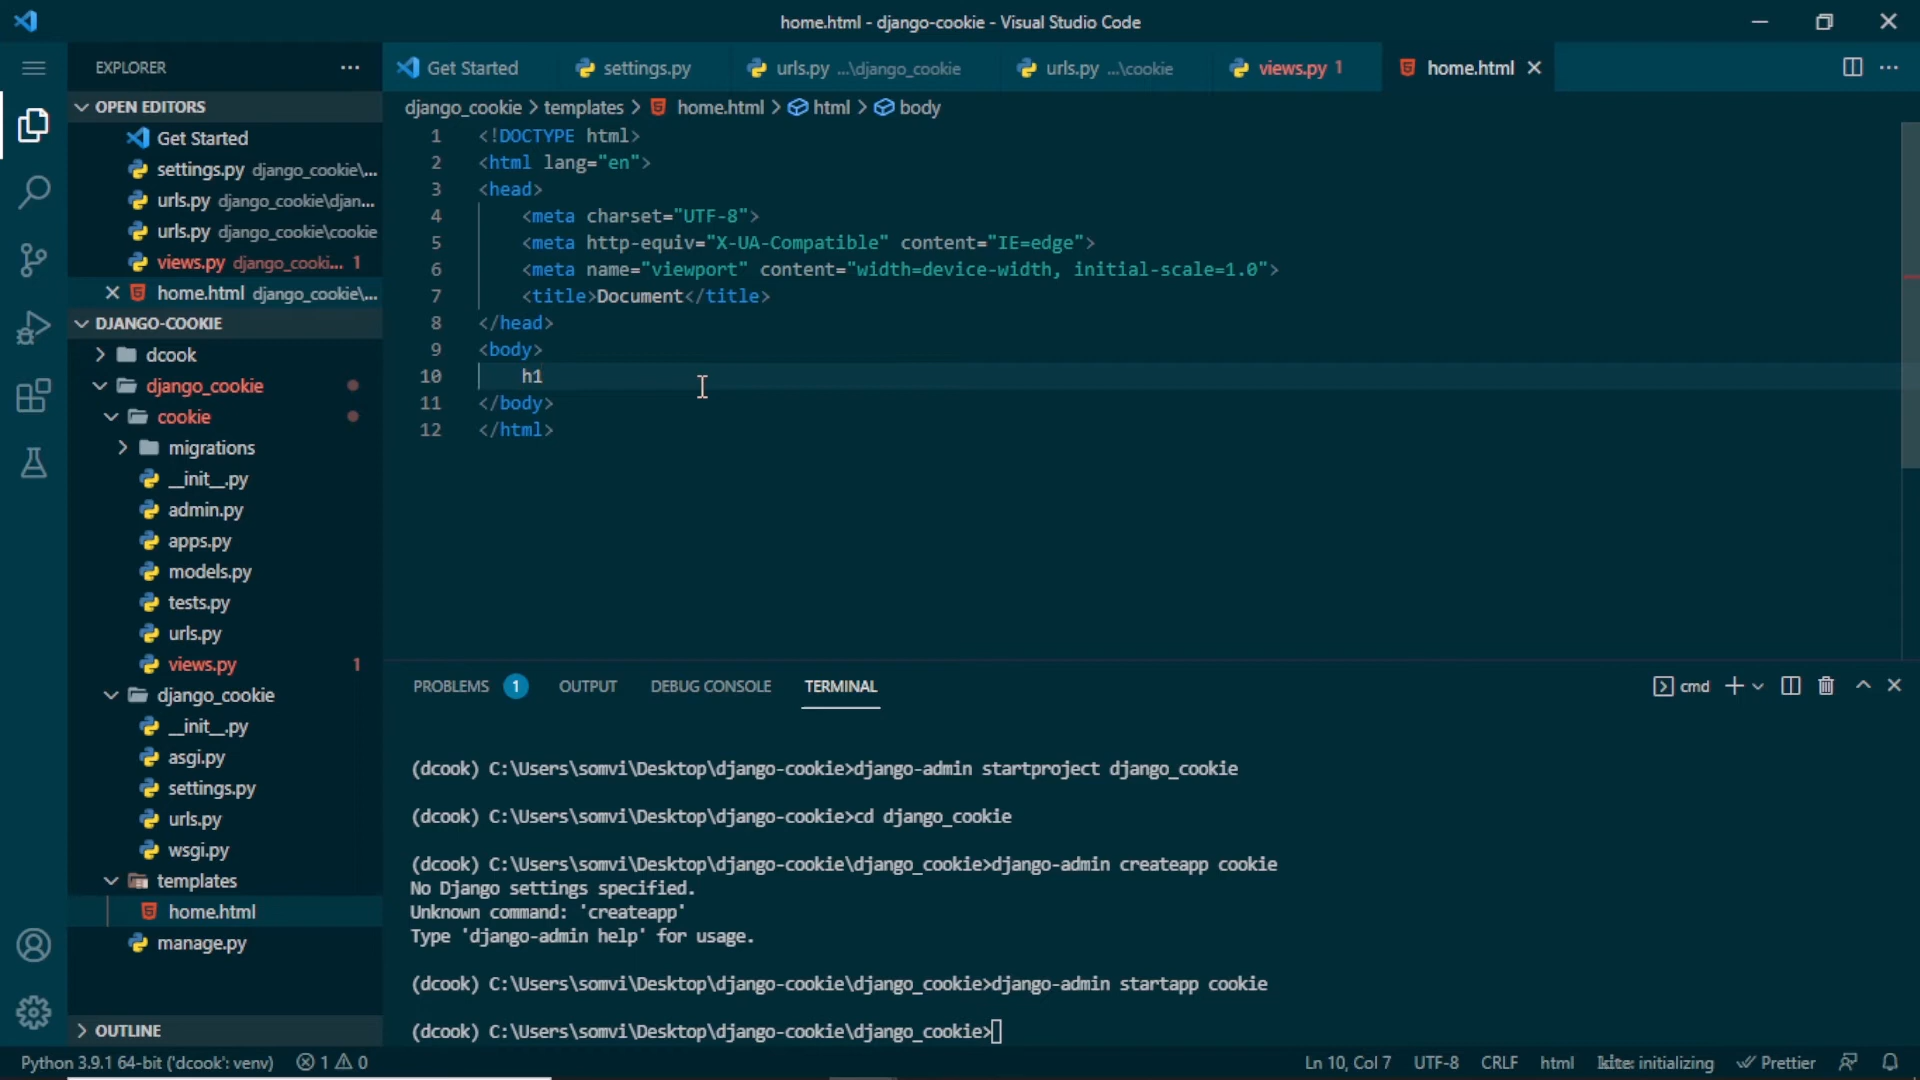 home.html - django-cookie - Visual Studio Code
EXPLORER
Get Started
settings.py
urls.py ...\django_cookie
urls.py ...\cookie
views.py 1
home.html
OPEN EDITORS
Get Started
settings.py django_cookie\...
urls.py django_cookie\djan...
urls.py django_cookie\cookie
views.py django_cooki... 1
home.html django_cookie\...
DJANGO-COOKIE
dcook
django_cookie
cookie
migrations
__init__.py
admin.py
apps.py
models.py
tests.py
urls.py
views.py 1
django_cookie
__init__.py
asgi.py
settings.py
urls.py
wsgi.py
templates
home.html
manage.py
OUTLINE
django_cookie > templates > home.html > html > body
1 <!DOCTYPE html>
2 <html lang="en">
3 <head>
4 <meta charset="UTF-8">
5 <meta http-equiv="X-UA-Compatible" content="IE=edge">
6 <meta name="viewport" content="width=device-width, initial-scale=1.0">
7 <title>Document</title>
8 </head>
9 <body>
10 h1
11 </body>
12 </html>
PROBLEMS 1 OUTPUT DEBUG CONSOLE TERMINAL
cmd
(dcook) C:\Users\somvi\Desktop\django-cookie>django-admin startproject django_cookie
(dcook) C:\Users\somvi\Desktop\django-cookie>cd django_cookie
(dcook) C:\Users\somvi\Desktop\django-cookie\django_cookie>django-admin createapp cookie
No Django settings specified.
Unknown command: 'createapp'
Type 'django-admin help' for usage.
(dcook) C:\Users\somvi\Desktop\django-cookie\django_cookie>django-admin startapp cookie
(dcook) C:\Users\somvi\Desktop\django-cookie\django_cookie>
Python 3.9.1 64-bit ('dcook': venv) 1 0
Ln 10, Col 7 UTF-8 CRLF html kite: initializing Prettier